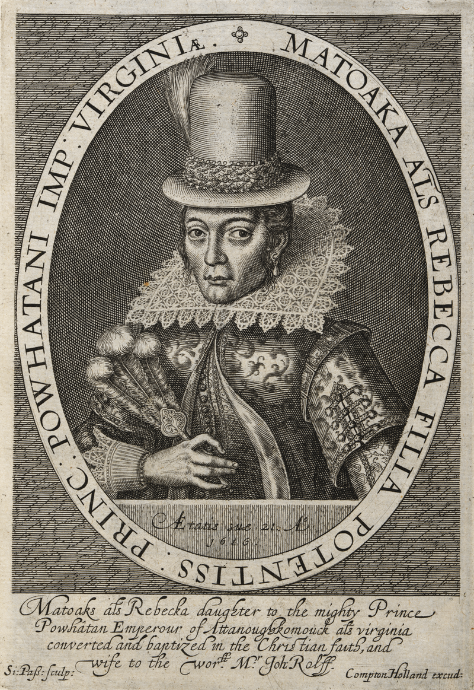 MATOAKA ALS REBECCA FILIA POTENTISS : PRINC : POWHATANI IMP : VIRGINIÆ .
Ætatis suæ 21. Aº
1616.
Matoaks als Rebecka daughter to the mighty Prince
Powhatan Emperour of Attanoughkomouck als virginia
converted and baptized in the Christian faith, and
wife to the worff. Mr. Joh Rolff.
Si: Paſs: sculp:
Compton Holland excud: